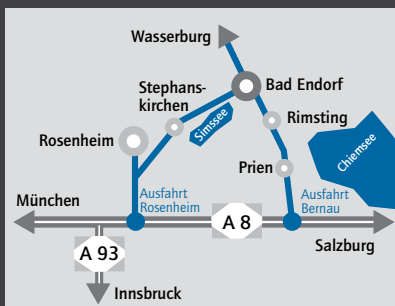 Wasserburg
Bad Endorf
Stephans-
kirchen
Simssee
Rimsting
Rosenheim
Chiemsee
Prien
München
Ausfahrt
Rosenheim
A 8
Ausfahrt
Bernau
Salzburg
A 93
Innsbruck